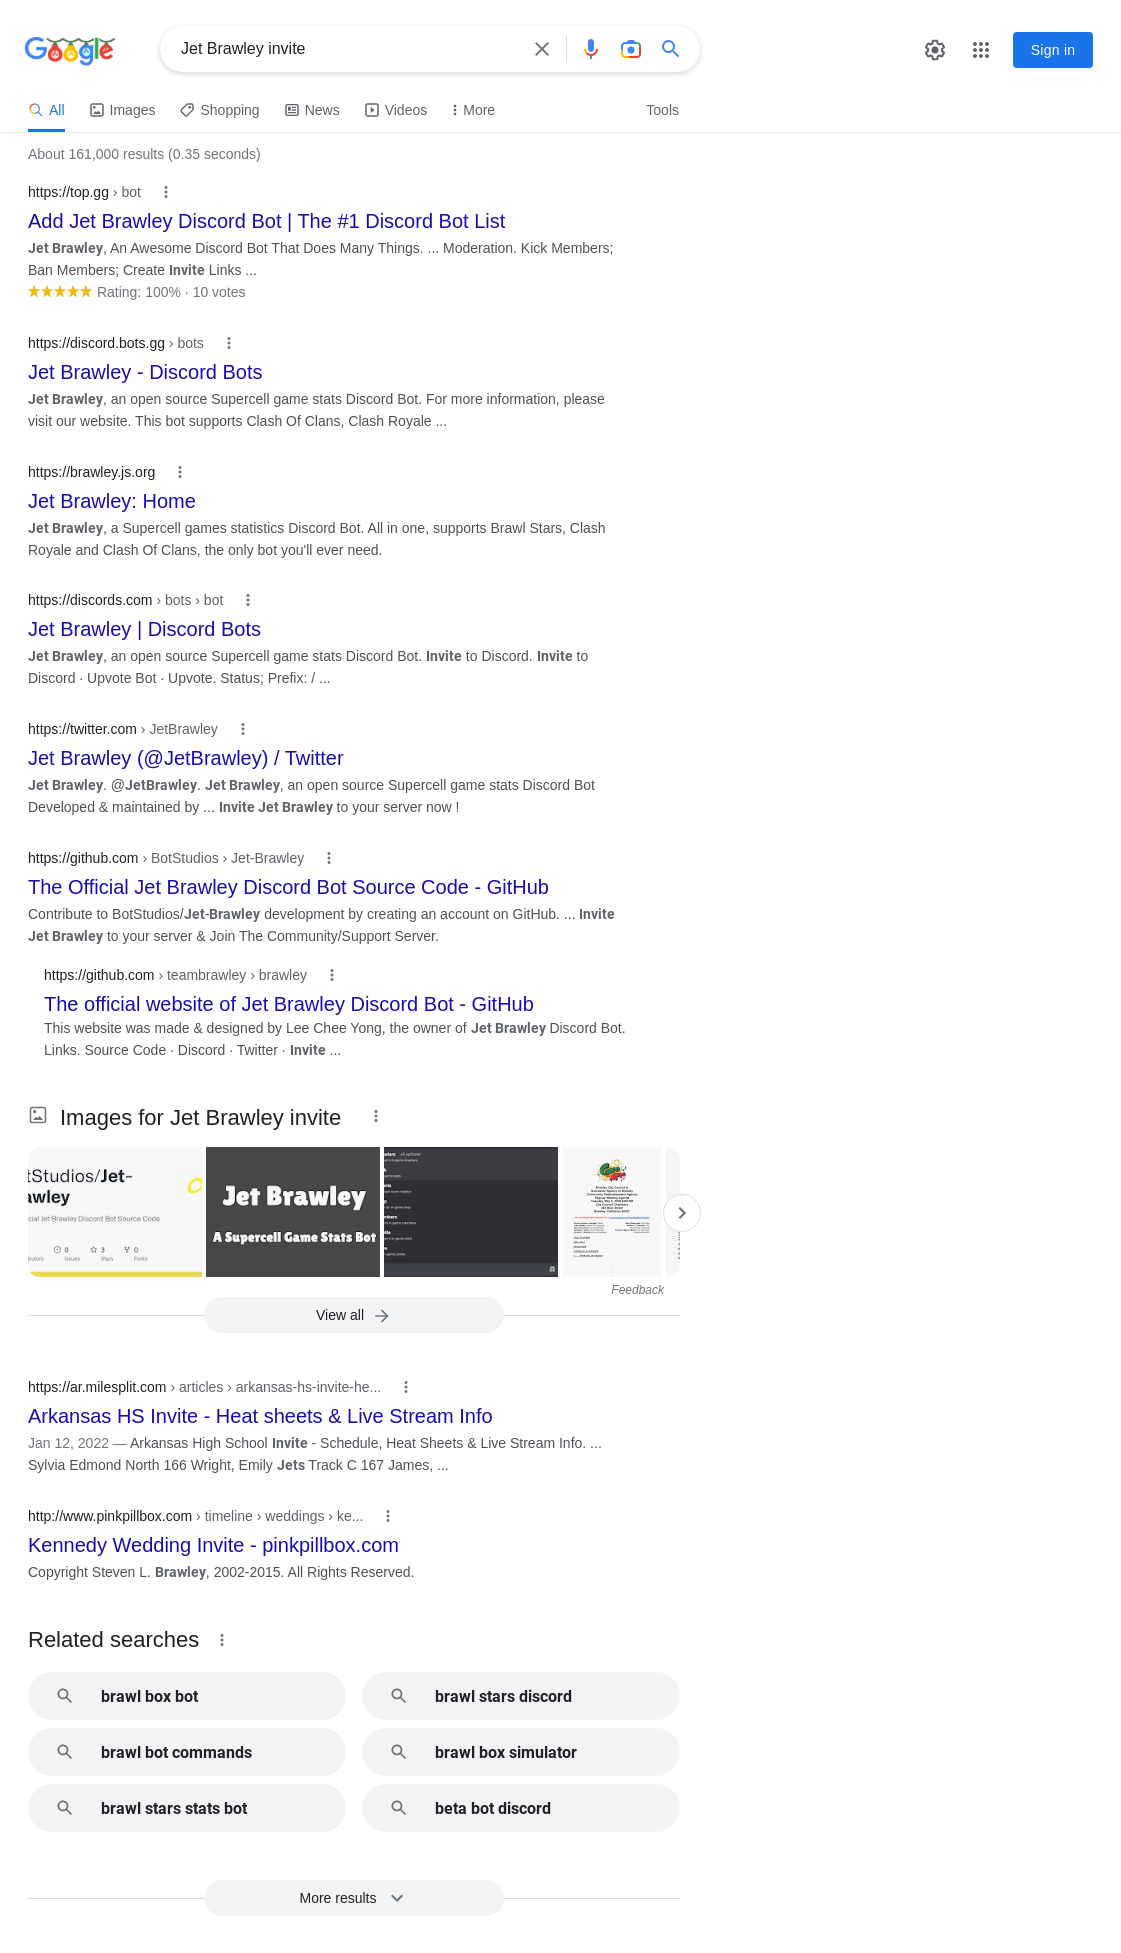 Google
Jet Brawley invite
Sign in
All
Images
Shopping
News
Videos
More
Tools
About 161,000 results (0.35 seconds)
https://top.gg › bot
Add Jet Brawley Discord Bot | The #1 Discord Bot List
Jet Brawley, An Awesome Discord Bot That Does Many Things. ... Moderation. Kick Members;
Ban Members; Create Invite Links ...
Rating: 100% · 10 votes
https://discord.bots.gg › bots
Jet Brawley - Discord Bots
Jet Brawley, an open source Supercell game stats Discord Bot. For more information, please
visit our website. This bot supports Clash Of Clans, Clash Royale ...
https://brawley.js.org
Jet Brawley: Home
Jet Brawley, a Supercell games statistics Discord Bot. All in one, supports Brawl Stars, Clash
Royale and Clash Of Clans, the only bot you'll ever need.
https://discords.com › bots › bot
Jet Brawley | Discord Bots
Jet Brawley, an open source Supercell game stats Discord Bot. Invite to Discord. Invite to
Discord · Upvote Bot · Upvote. Status; Prefix: / ...
https://twitter.com › JetBrawley
Jet Brawley (@JetBrawley) / Twitter
Jet Brawley. @JetBrawley. Jet Brawley, an open source Supercell game stats Discord Bot
Developed & maintained by ... Invite Jet Brawley to your server now !
https://github.com › BotStudios › Jet-Brawley
The Official Jet Brawley Discord Bot Source Code - GitHub
Contribute to BotStudios/Jet-Brawley development by creating an account on GitHub. ... Invite
Jet Brawley to your server & Join The Community/Support Server.
https://github.com › teambrawley › brawley
The official website of Jet Brawley Discord Bot - GitHub
This website was made & designed by Lee Chee Yong, the owner of Jet Brawley Discord Bot.
Links. Source Code · Discord · Twitter · Invite ...
Images for Jet Brawley invite
tStudios/Jet-
awley
cial Jet Brawley Discord Bot Source Code
0
3
0
Issues
Stars
Forks
Jet Brawley
A Supercell Game Stats Bot
Feedback
View all
https://ar.milesplit.com › articles › arkansas-hs-invite-he...
Arkansas HS Invite - Heat sheets & Live Stream Info
Jan 12, 2022 — Arkansas High School Invite - Schedule, Heat Sheets & Live Stream Info. ...
Sylvia Edmond North 166 Wright, Emily Jets Track C 167 James, ...
http://www.pinkpillbox.com › timeline › weddings › ke...
Kennedy Wedding Invite - pinkpillbox.com
Copyright Steven L. Brawley, 2002-2015. All Rights Reserved.
Related searches
brawl box bot
brawl stars discord
brawl bot commands
brawl box simulator
brawl stars stats bot
beta bot discord
More results